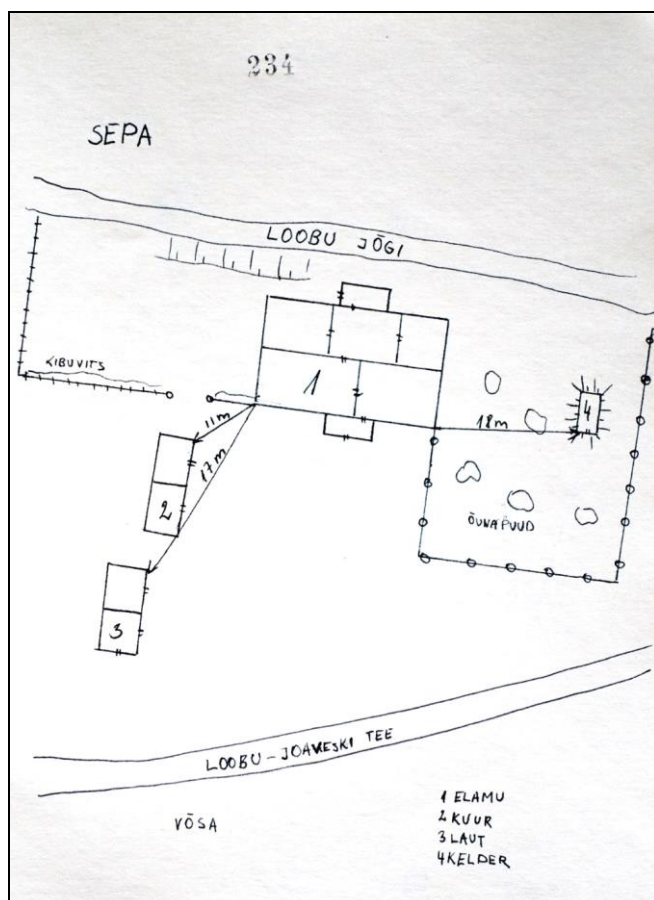 234
SEPA
LOOBU JÕGI
KIBUVITS
1
11m
17m
18m
4
2
ÕUNAPUUD
3
LOOBU-JOAVESKI TEE
VÕSA
1 ELAMU
2 KUUR
3 LAUT
4 KELDER